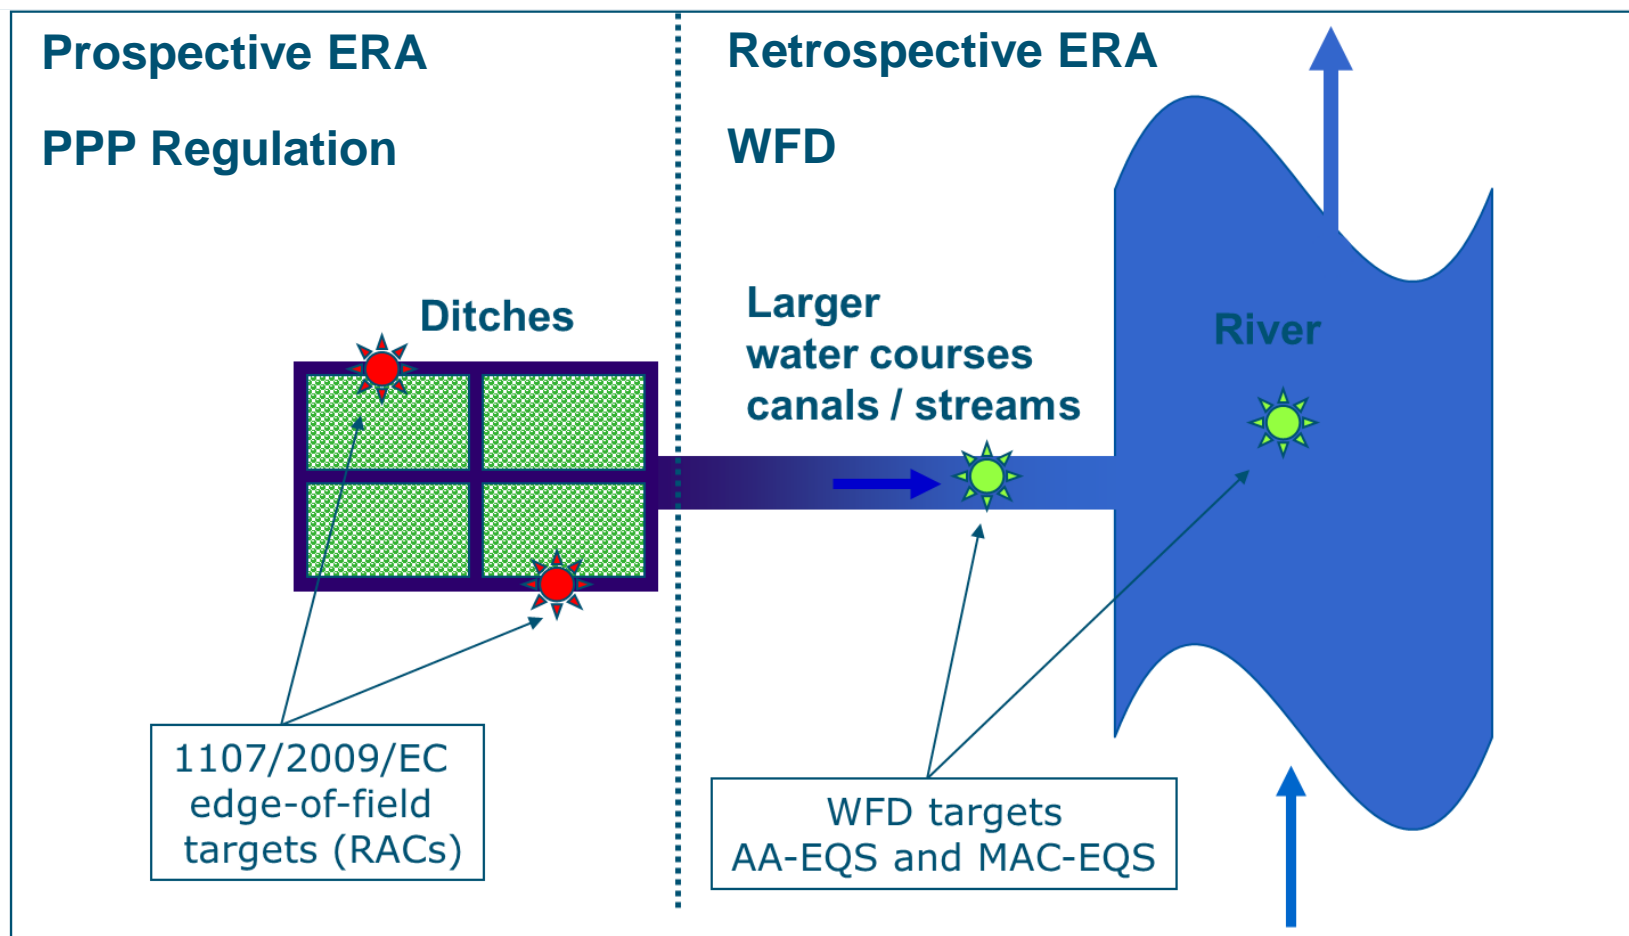 Prospective ERA
PPP Regulation
Retrospective ERA
WFD
Ditches
Larger
water courses
canals / streams
River
1107/2009/EC
edge-of-field
targets (RACs)
WFD targets
AA-EQS and MAC-EQS